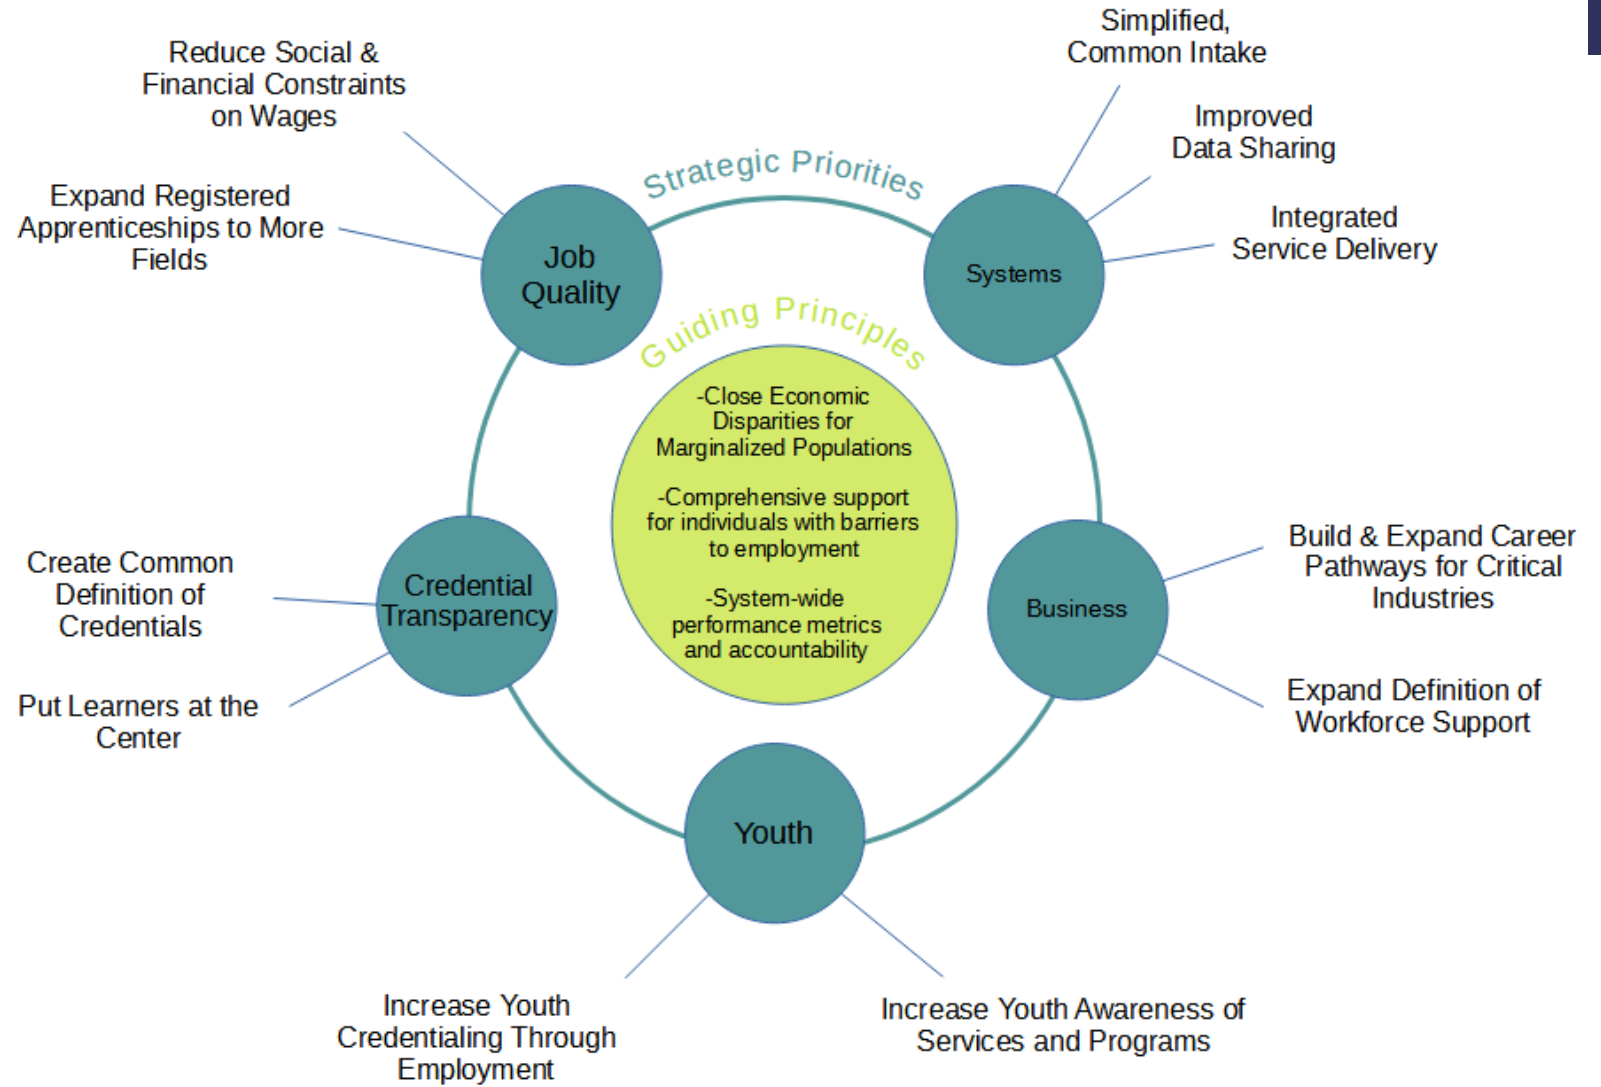 Simplified,
Common Intake
Reduce Social &
Financial Constraints
on Wages
Improved
Data Sharing
Strategic Priorities
Expand Registered
Apprenticeships to More
Fields
Integrated
Service Delivery
Job
Quality
Systems
Guiding Principles
-Close Economic
Disparities for
Marginalized Populations
-Comprehensive support
for individuals with barriers
to employment
-System-wide
performance metrics
and accountability
Create Common
Definition of
Credentials
Credential
Transparency
Business
Build & Expand Career
Pathways for Critical
Industries
Put Learners at the
Center
Expand Definition of
Workforce Support
Youth
Increase Youth
Credentialing Through
Employment
Increase Youth Awareness of
Services and Programs